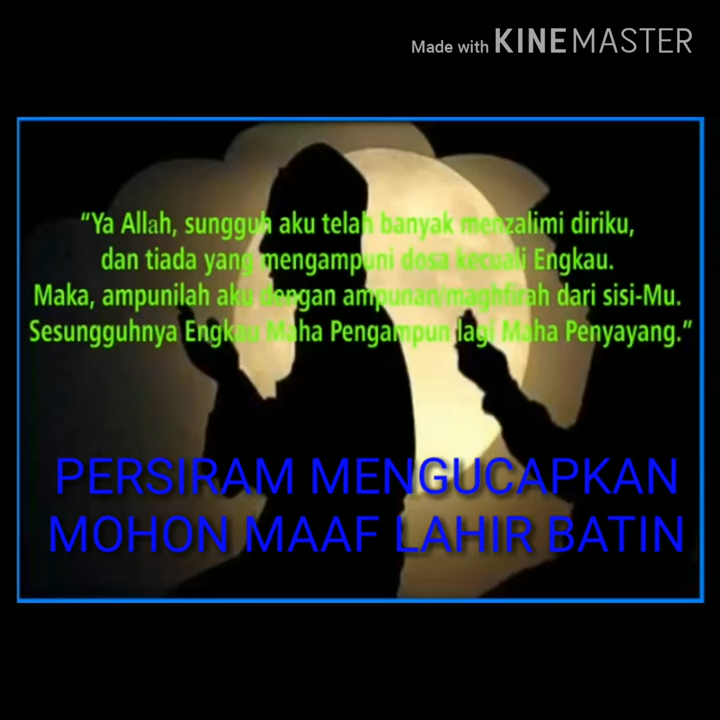 Made with KINEMASTER
“Ya Allah, sungguh aku telah banyak menzalimi diriku,
dan tiada yang mengampuni dosa kecuali Engkau.
Maka, ampunilah aku dengan ampunan/maghfirah dari sisi-Mu.
Sesungguhnya Engkau Maha Pengampun lagi Maha Penyayang.”
PERSIRAM MENGUCAPKAN
MOHON MAAF LAHIR BATIN